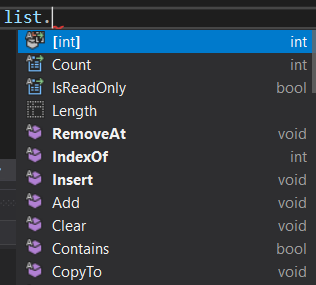 list.
[int] int
Count int
IsReadOnly bool
Length
RemoveAt void
IndexOf int
Insert void
Add void
Clear void
Contains bool
CopyTo void